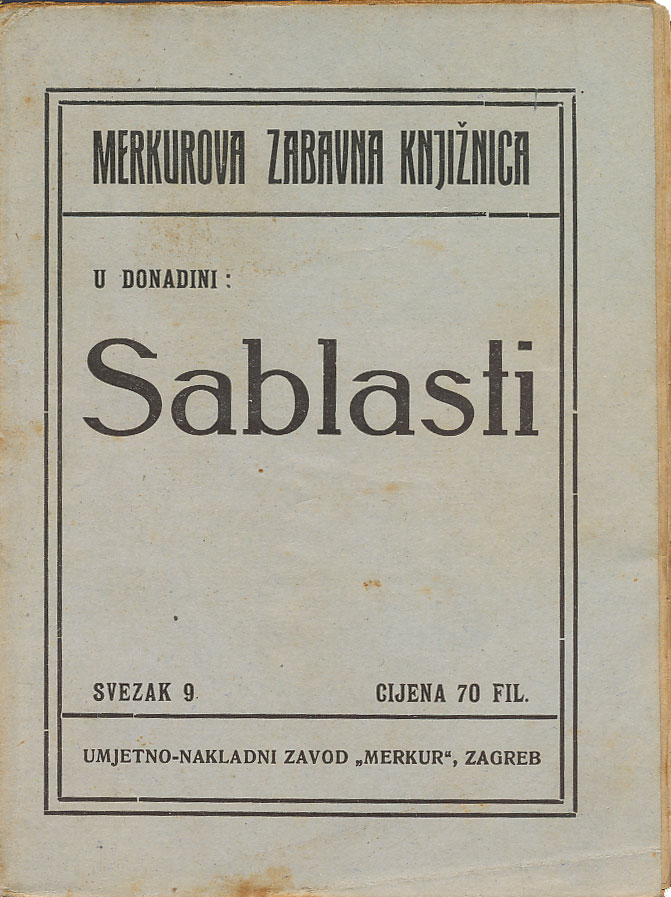 MERKUROVA ZABAVNA KNJIŽNICA
U DONADINI:
Sablasti
SVEZAK 9
CIJENA 70 FIL.
UMJETNO-NAKLADNI ZAVOD „MERKUR“, ZAGREB